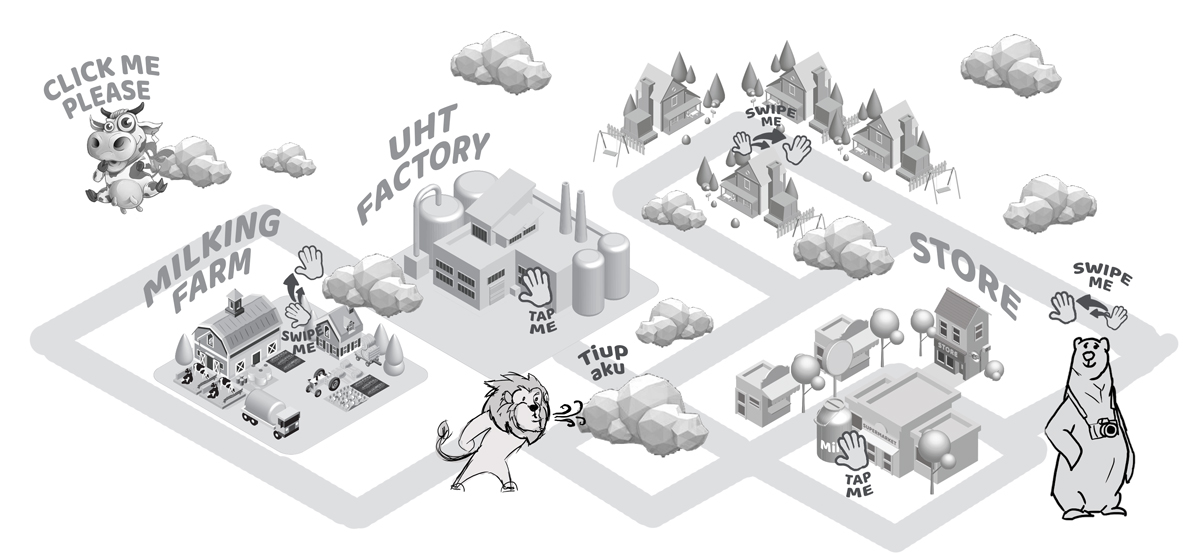 CLICK ME
PLEASE
UHT
FACTORY
SWIPE
ME
MILKING
FARM
SWIPE
ME
TAP
ME
STORE
SWIPE
ME
Tiup
aku
STORE
SUPERMARKET
Mil
TAP
ME